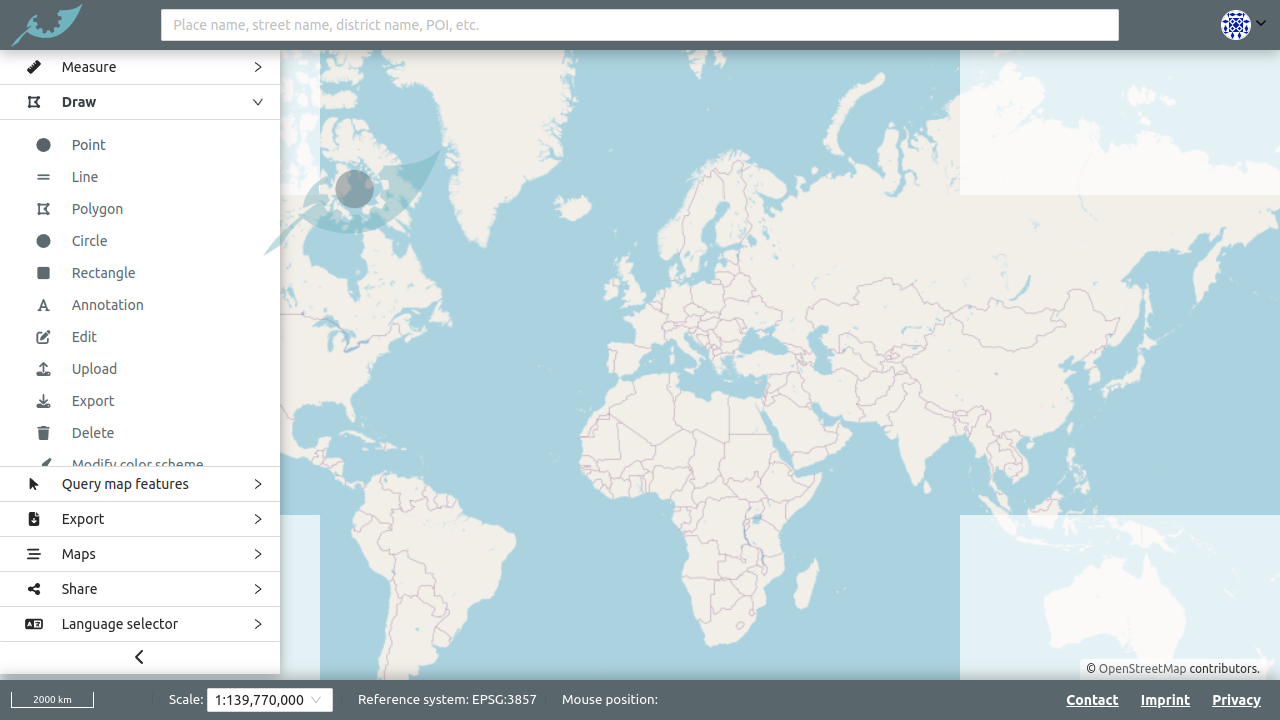 Place name, street name, district name, POI, etc.
Measure
Draw
Point
Line
Polygon
Circle
Rectangle
Annotation
Edit
Upload
Export
Delete
Modify color scheme
Query map features
Export
Maps
Share
Language selector
© OpenStreetMap contributors.
2000 km
Scale: 1:139,770,000
Reference system: EPSG:3857
Mouse position:
Contact
Imprint
Privacy